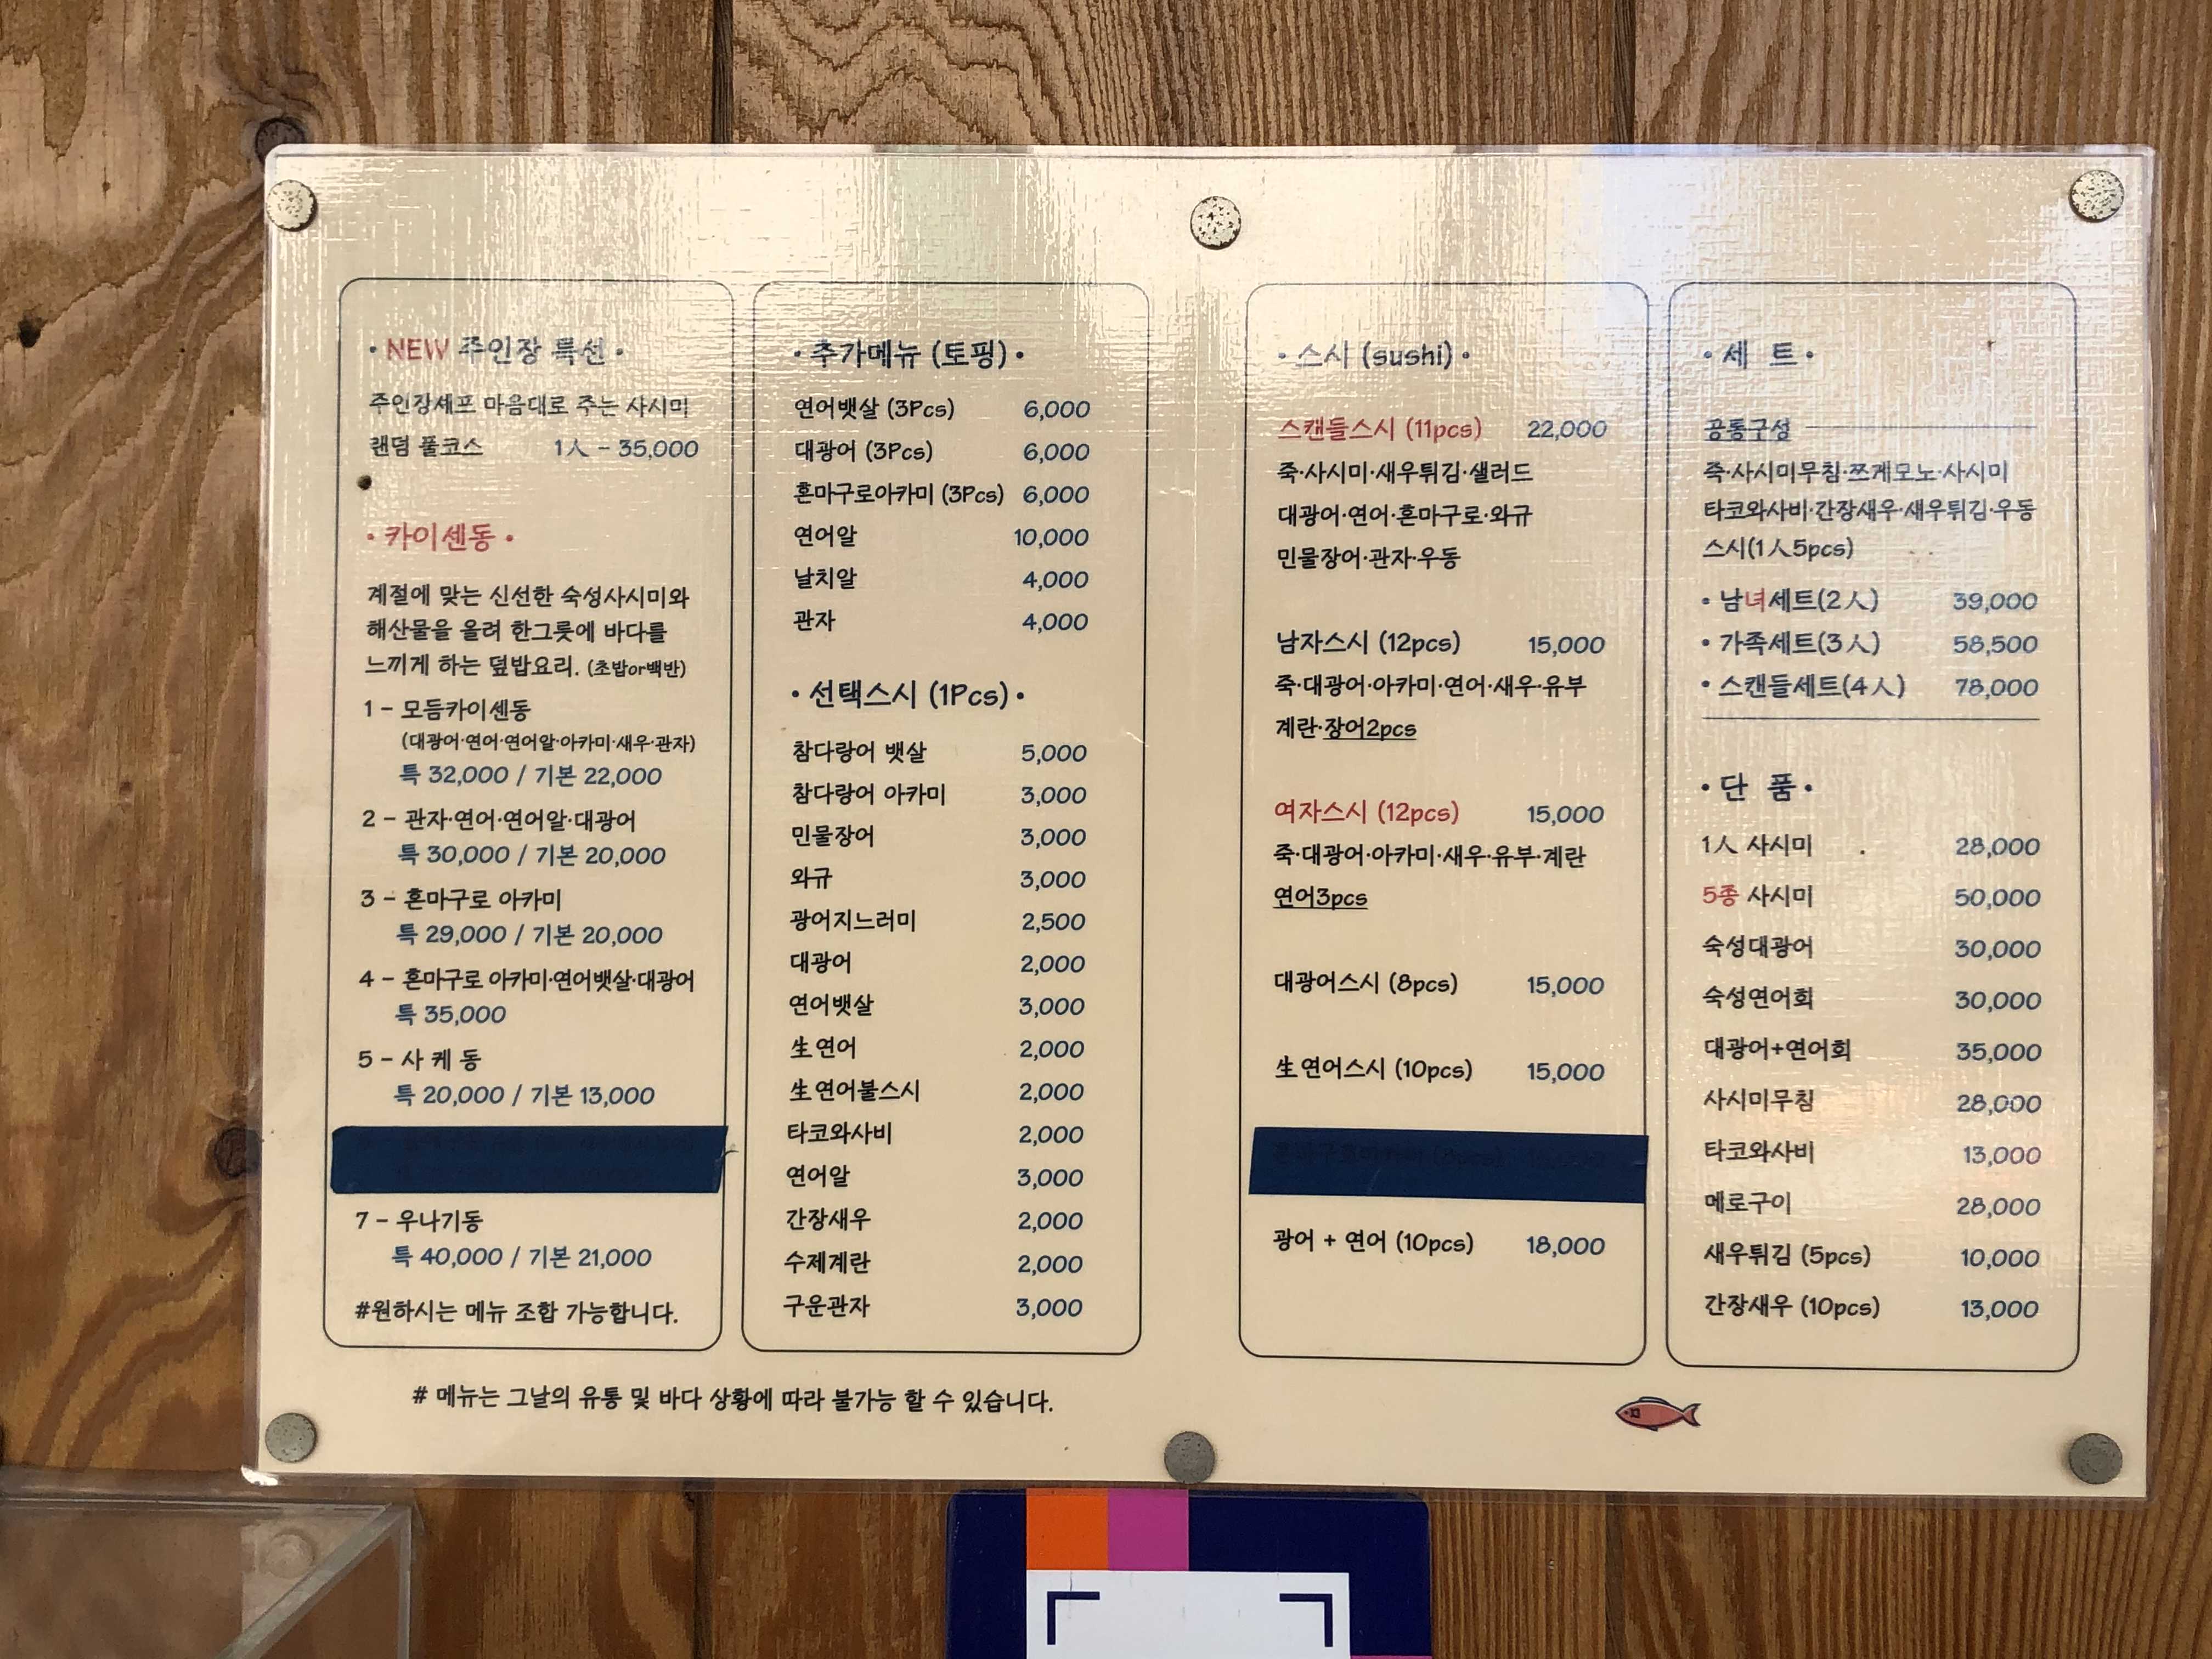 • NEW 주인장 특선 •
주인장셰프 마음대로 주는 사시미
랜덤 풀코스 1人 - 35,000
• 카이센동 •
계절에 맞는 신선한 숙성사시미와
해산물을 올려 한그릇에 바다를
느끼게 하는 덮밥요리. (초밥or백반)
1 - 모듬카이센동
(대광어·연어·연어알·아카미·새우·관자)
특 32,000 / 기본 22,000
2 - 관자·연어·연어알·대광어
특 30,000 / 기본 20,000
3 - 혼마구로 아카미
특 29,000 / 기본 20,000
4 - 혼마구로 아카미·연어뱃살·대광어
특 35,000
5 - 사 케 동
특 20,000 / 기본 13,000
7 - 우나기동
특 40,000 / 기본 21,000
#원하시는 메뉴 조합 가능합니다.
• 추가메뉴 (토핑) •
연어뱃살 (3Pcs) 6,000
대광어 (3Pcs) 6,000
혼마구로아카미 (3Pcs) 6,000
연어알 10,000
날치알 4,000
관자 4,000
• 선택스시 (1Pcs) •
참다랑어 뱃살 5,000
참다랑어 아카미 3,000
민물장어 3,000
와규 3,000
광어지느러미 2,500
대광어 2,000
연어뱃살 3,000
生연어 2,000
生연어불스시 2,000
타코와사비 2,000
연어알 3,000
간장새우 2,000
수제계란 2,000
구운관자 3,000
• 스시 (sushi) •
스캔들스시 (11pcs) 22,000
죽·사시미·새우튀김·샐러드
대광어·연어·혼마구로·와규
민물장어·관자·우동
남자스시 (12pcs) 15,000
죽·대광어·아카미·연어·새우·유부
계란·장어2pcs
여자스시 (12pcs) 15,000
죽·대광어·아카미·새우·유부·계란
연어3pcs
대광어스시 (8pcs) 15,000
生연어스시 (10pcs) 15,000
광어 + 연어 (10pcs) 18,000
• 세 트 •
공통구성
죽·사시미무침·쯔게모노·사시미
타코와사비·간장새우·새우튀김·우동
스시(1人5pcs)
• 남녀세트(2人) 39,000
• 가족세트(3人) 58,500
• 스캔들세트(4人) 78,000
• 단 품 •
1人 사시미 28,000
5종 사시미 50,000
숙성대광어 30,000
숙성연어회 30,000
대광어+연어회 35,000
사시미무침 28,000
타코와사비 13,000
메로구이 28,000
새우튀김 (5pcs) 10,000
간장새우 (10pcs) 13,000
# 메뉴는 그날의 유통 및 바다 상황에 따라 불가능 할 수 있습니다.